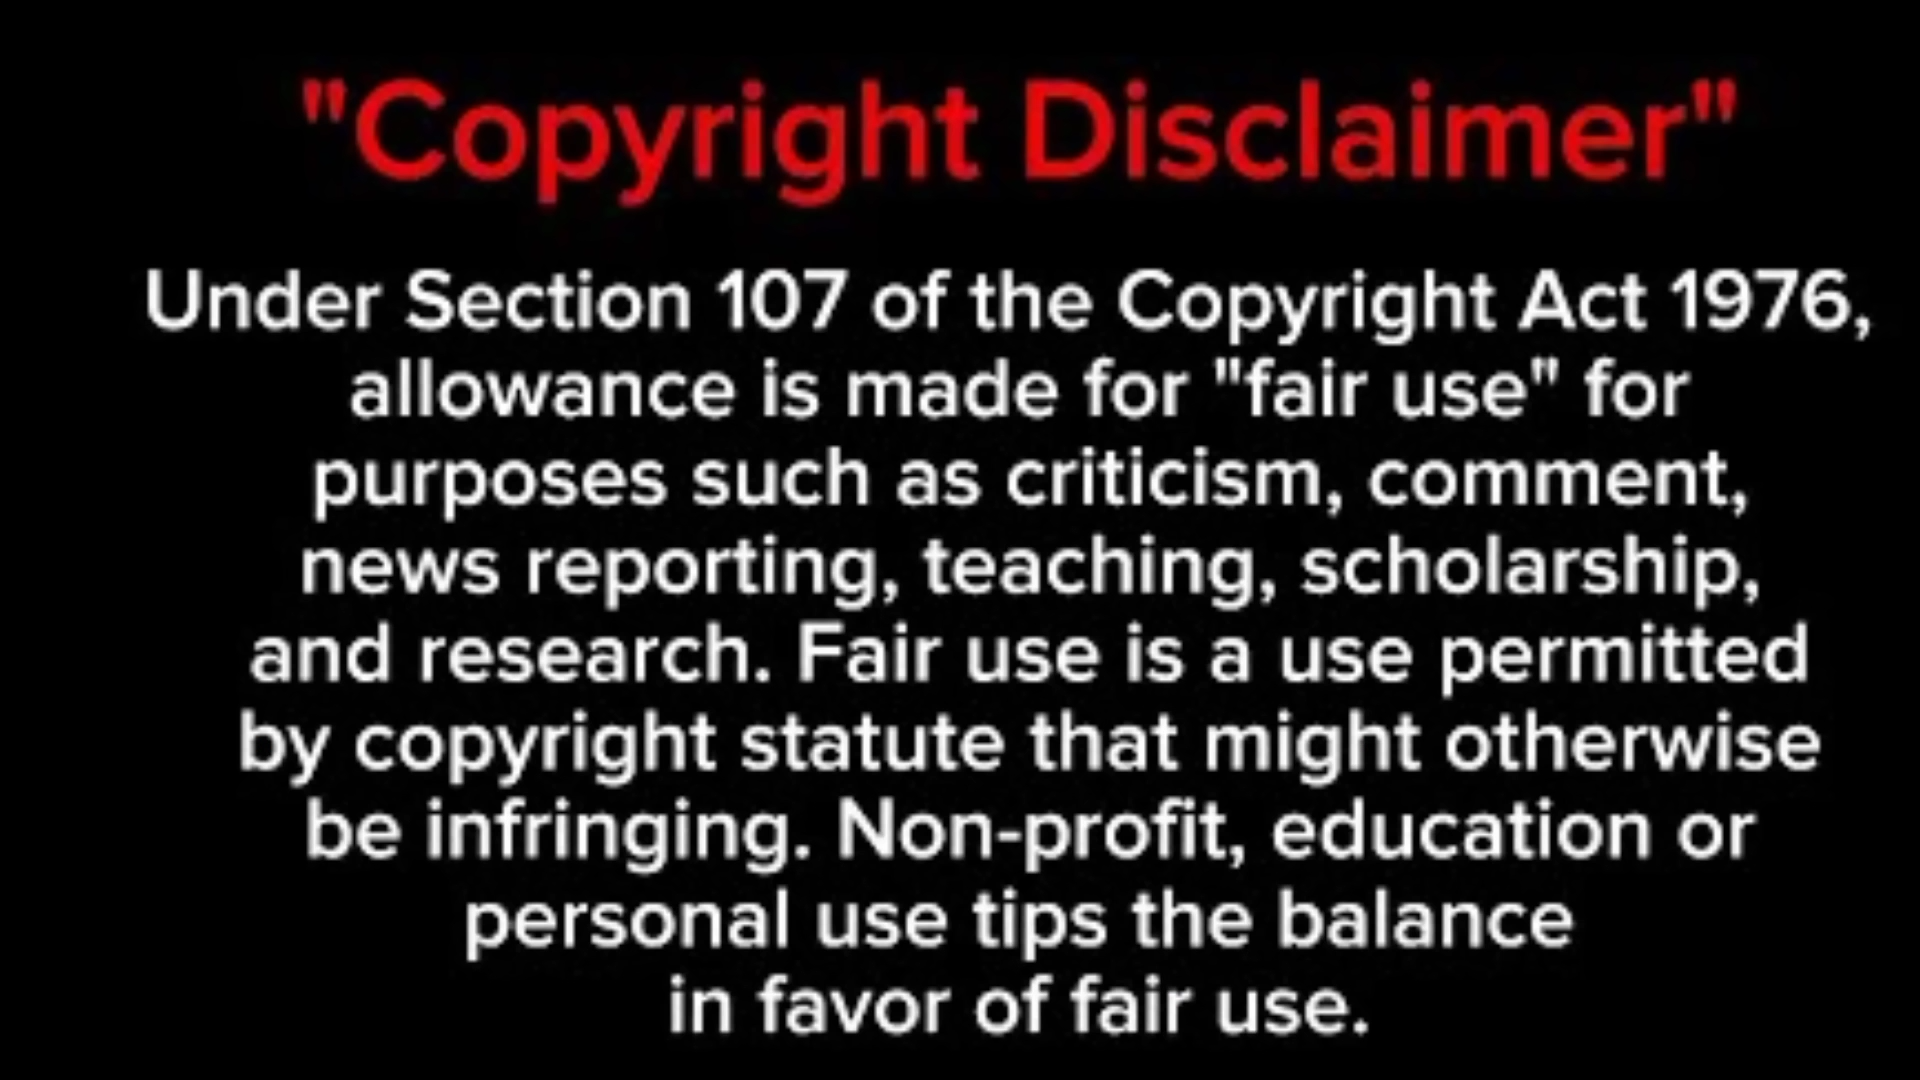 "Copyright Disclaimer"
Under Section 107 of the Copyright Act 1976,
allowance is made for "fair use" for
purposes such as criticism, comment,
news reporting, teaching, scholarship,
and research. Fair use is a use permitted
by copyright statute that might otherwise
be infringing. Non-profit, education or
personal use tips the balance
in favor of fair use.